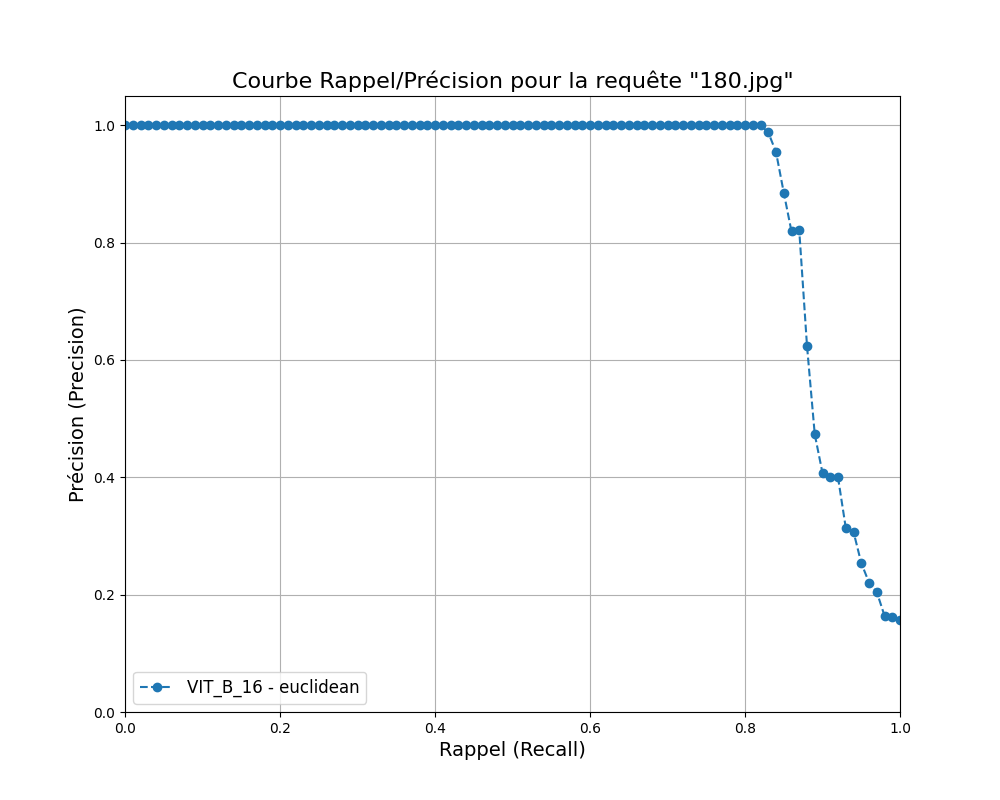 Courbe Rappel/Précision pour la requête "180.jpg"
Précision (Precision)
1.0
0.8
0.6
0.4
0.2
0.0
VIT_B_16 - euclidean
0.0 0.2 0.4 0.6 0.8 1.0
Rappel (Recall)